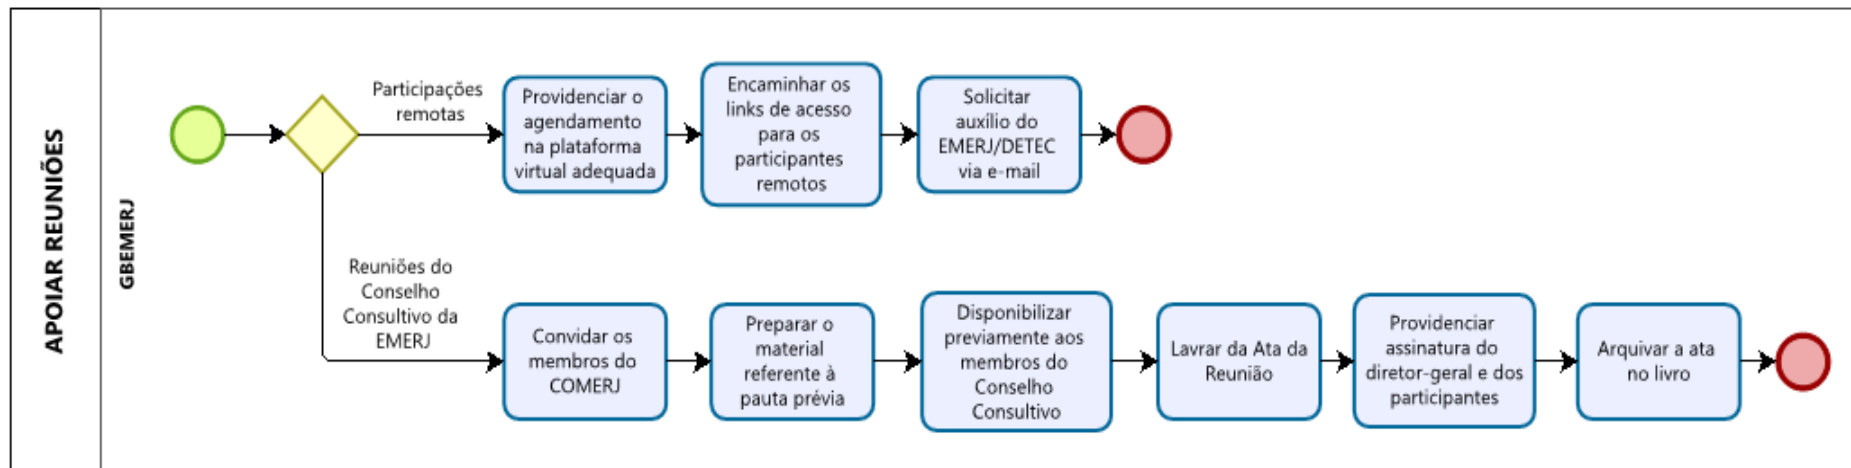 APOIAR REUNIÕES
GBEMERJ
Participações
remotas
Providenciar o
agendamento
na plataforma
virtual adequada
Encaminhar os
links de acesso
para os
participantes
remotos
Solicitar
auxílio do
EMERJ/DETEC
via e-mail
Reuniões do
Conselho
Consultivo da
EMERJ
Convidar os
membros do
COMERJ
Preparar o
material
referente à
pauta prévia
Disponibilizar
previamente aos
membros do
Conselho
Consultivo
Lavrar da Ata da
Reunião
Providenciar
assinatura do
diretor-geral e dos
participantes
Arquivar a ata
no livro